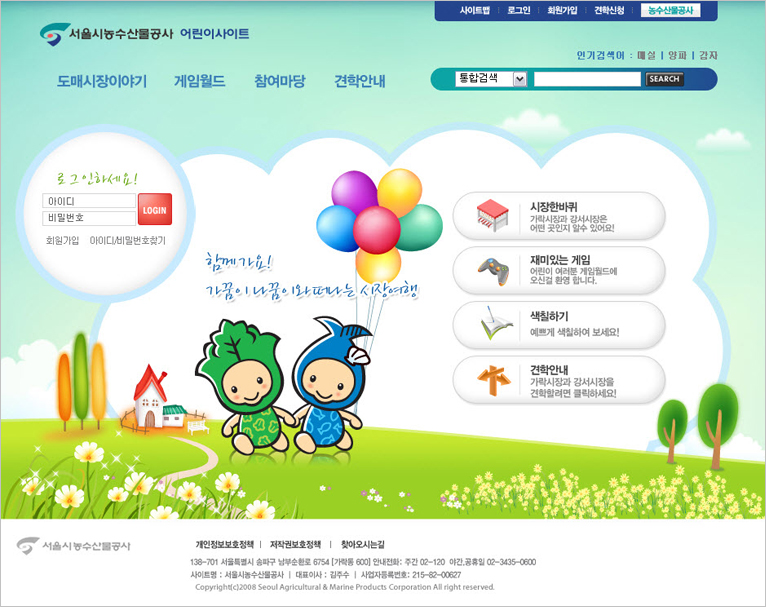 사이트맵 로그인 회원가입 견학신청 농수산물공사
서울시농수산물공사 어린이사이트
인기검색어 : 매실 | 양파 | 감자
도매시장이야기 게임월드 참여마당 견학안내
통합검색 SEARCH
로그인하세요!
아이디
비밀번호
LOGIN
회원가입 아이디/비밀번호찾기
함께 가요!
가꿈이 나꿈이와 떠나는 시장여행
시장한바퀴
가락시장과 강서시장은
어떤 곳인지 알수 있어요!
재미있는 게임
어린이 여러분 게임월드에
오신걸 환영 합니다.
색칠하기
예쁘게 색칠하여 보세요!
견학안내
가락시장과 강서시장을
견학할려면 클릭하세요!
서울시농수산물공사
개인정보보호정책 | 저작권보호정책 | 찾아오시는길
138-701 서울특별시 송파구 남부순환로 6754 [가락동 600] 안내전화: 주간 02-120 야간,공휴일 02-3435-0600
사이트명 : 서울시농수산물공사 | 대표이사 : 김주수 | 사업자등록번호: 215-82-00627
Copyright(c)2008 Seoul Agricultural & Marine Products Corporation All right reserved.